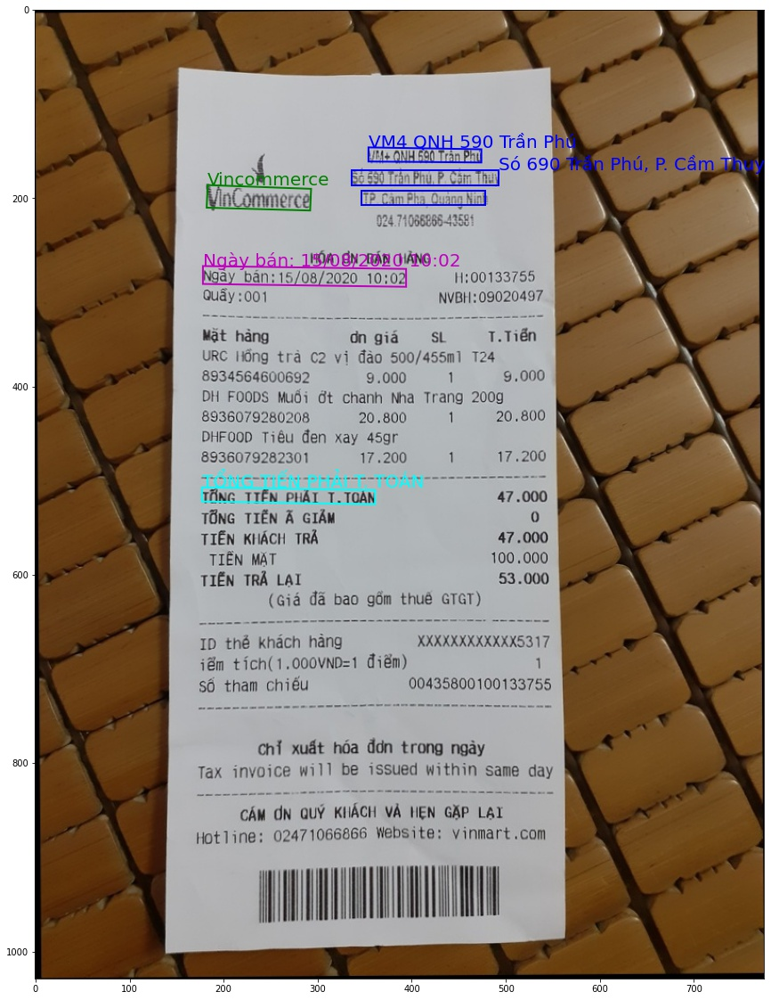 0
VM4 QNH 590 Trần Phú
VM+ QNH 590 Trần Phú
Só 690 Trần Phú, P. Cầm Thuy
Số 590 Trần Phú, P. Cẩm Thuỷ
Vincommerce
VinCommerce
200
TP. Cẩm Phả, Quảng Ninh
024.71066866-43581
HÓA ƠN BÁN HÀNG
Ngày bán: 15/08/2020 10:02
Ngày bán:15/08/2020 10:02 H:00133755
Quầy:001 NVBH:09020497
Mặt hàng ơn giá SL T.Tiền
URC Hồng trà C2 vị đào 500/455ml T24
8934564600692 9.000 1 9.000
400
DH FOODS Muối ớt chanh Nha Trang 200g
8936079280208 20.800 1 20.800
DHFOOD Tiêu đen xay 45gr
8936079282301 17.200 1 17.200
TỔNG TIẾN PHẢI T. TOÁN
TỔNG TIỀN PHẢI T.TOÁN 47.000
TỔNG TIỀN Ã GIẢM 0
TIỀN KHÁCH TRẢ 47.000
TIỀN MẶT 100.000
600
TIỀN TRẢ LẠI 53.000
(Giá đã bao gồm thuế GTGT)
ID thẻ khách hàng XXXXXXXXXXXX5317
iểm tích(1.000VND=1 điểm) 1
Số tham chiếu 00435800100133755
Chỉ xuất hóa đơn trong ngày
800
Tax invoice will be issued within same day
CÁM ƠN QUÝ KHÁCH VÀ HẸN GẶP LẠI
Hotline: 02471066866 Website: vinmart.com
1000
0 100 200 300 400 500 600 700